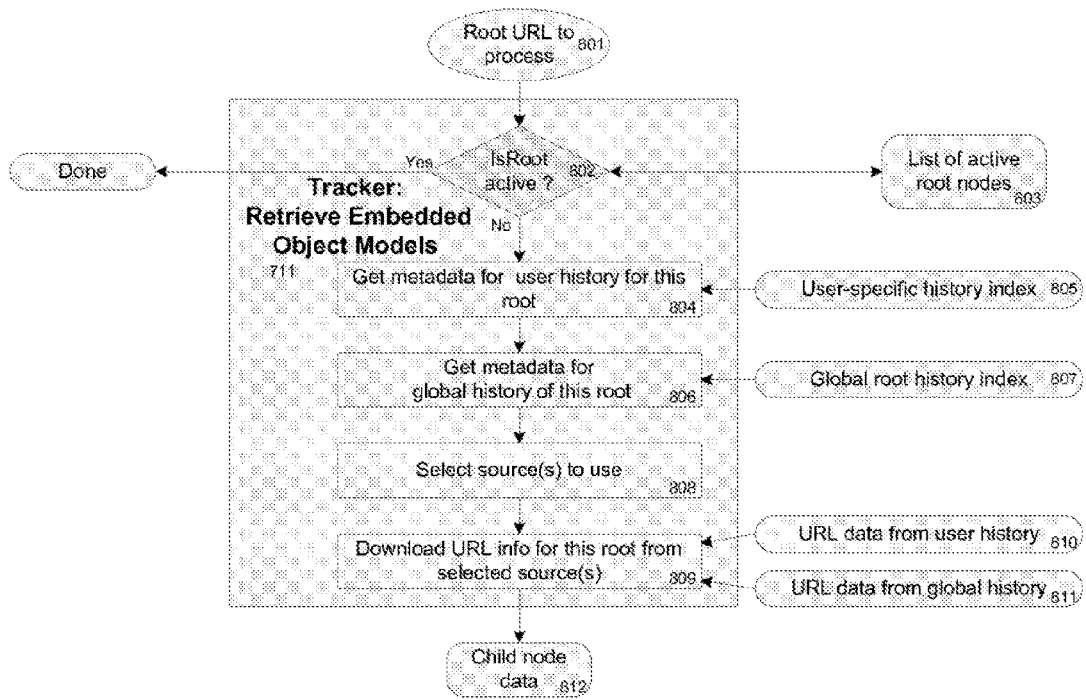 Root URL to
process 801
IsRoot
active ? 802
Yes
Done
List of active
root nodes
803
Tracker:
Retrieve Embedded
Object Models
711
No
Get metadata for user history for this
root
804
User-specific history index 805
Get metadata for
global history of this root
806
Global root history index 807
Select source(s) to use
808
Download URL info for this root from
selected source(s)
809
URL data from user history
810
URL data from global history
811
Child node
data
812